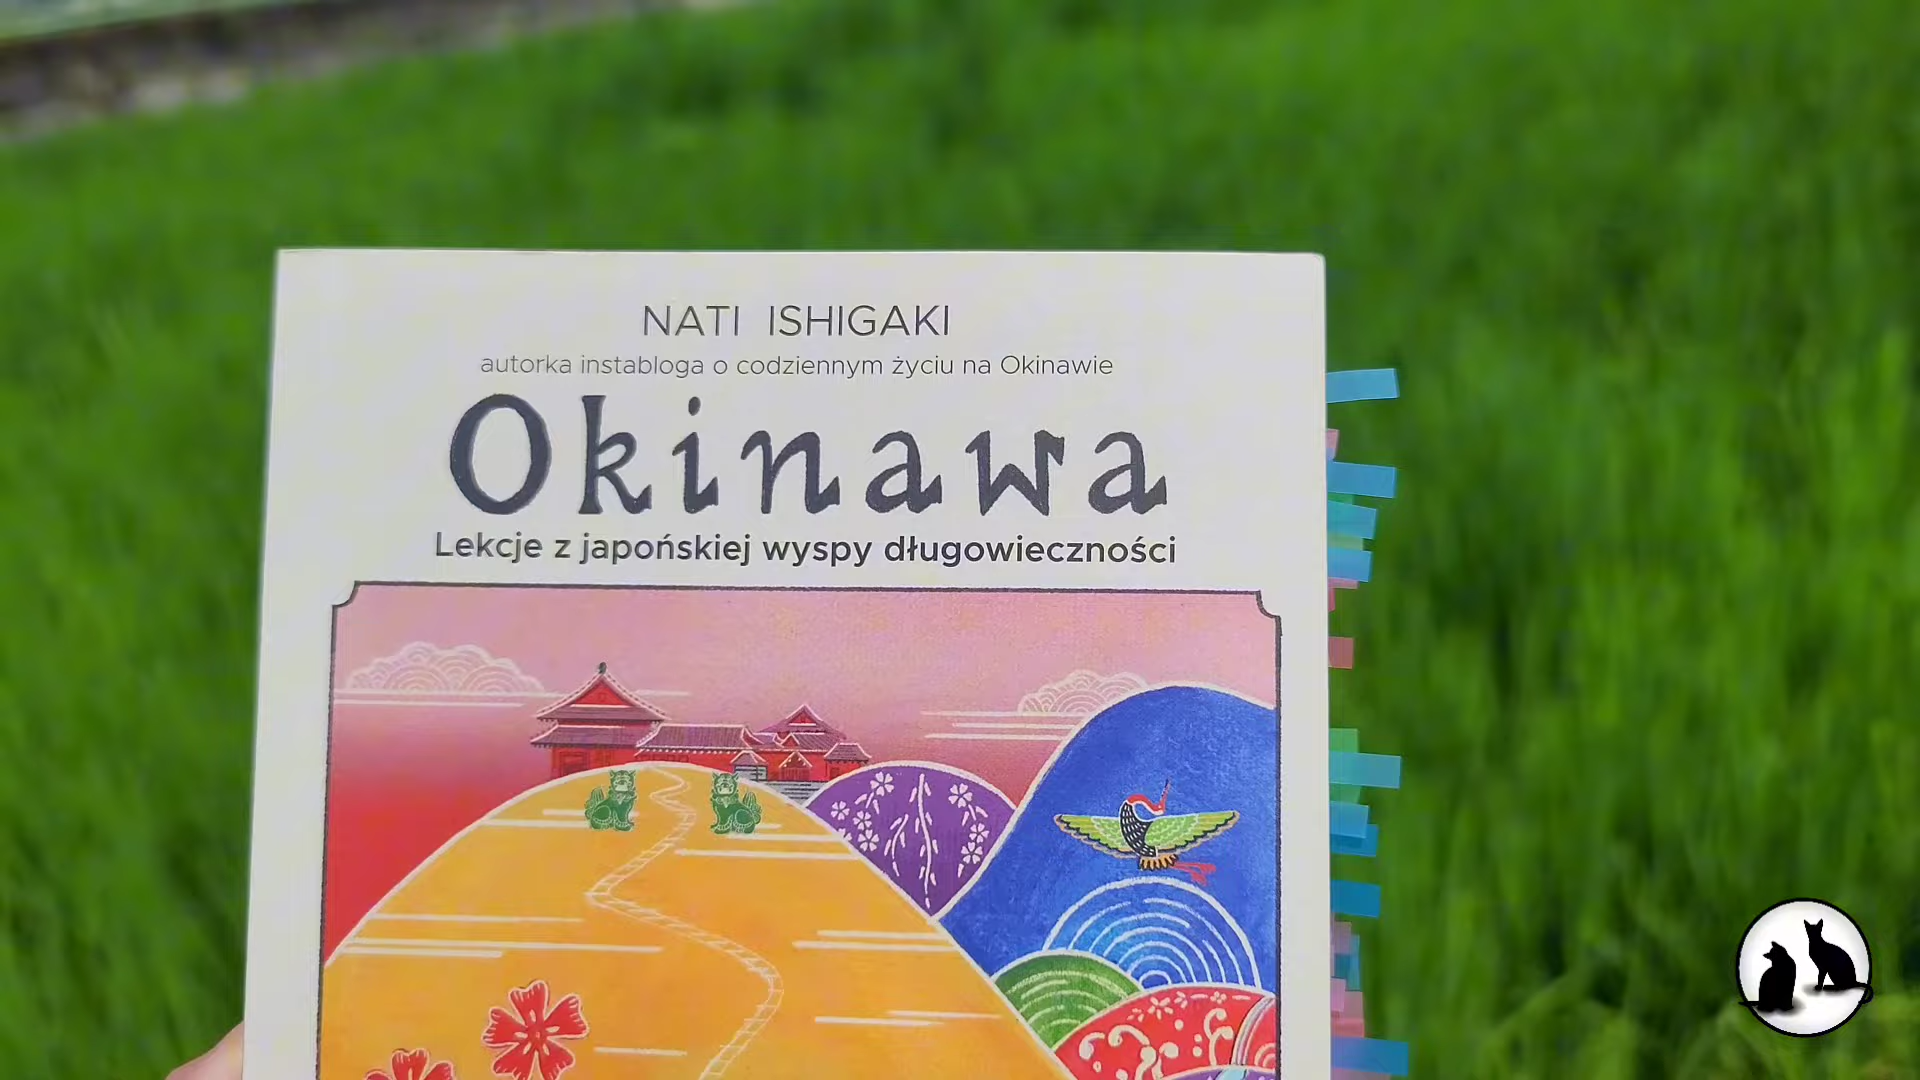 NATI ISHIGAKI
autorka instabloga o codziennym życiu na Okinawie
Okinawa
Lekcje z japońskiej wyspy długowieczności